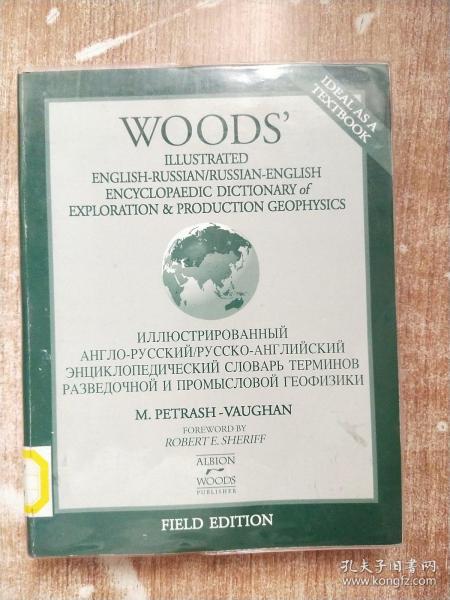 IDEAL AS A
TEXTBOOK
WOODS'
ILLUSTRATED
ENGLISH-RUSSIAN/RUSSIAN-ENGLISH
ENCYCLOPAEDIC DICTIONARY of
EXPLORATION & PRODUCTION GEOPHYSICS
ИЛЛЮСТРИРОВАННЫЙ
АНГЛО-РУССКИЙ/РУССКО-АНГЛИЙСКИЙ
ЭНЦИКЛОПЕДИЧЕСКИЙ СЛОВАРЬ ТЕРМИНОВ
РАЗВЕДОЧНОЙ И ПРОМЫСЛОВОЙ ГЕОФИЗИКИ
M. PETRASH-VAUGHAN
FOREWORD BY
ROBERT E. SHERIFF
ALBION
WOODS
PUBLISHER
FIELD EDITION
孔夫子旧书网
www.kongfz.com